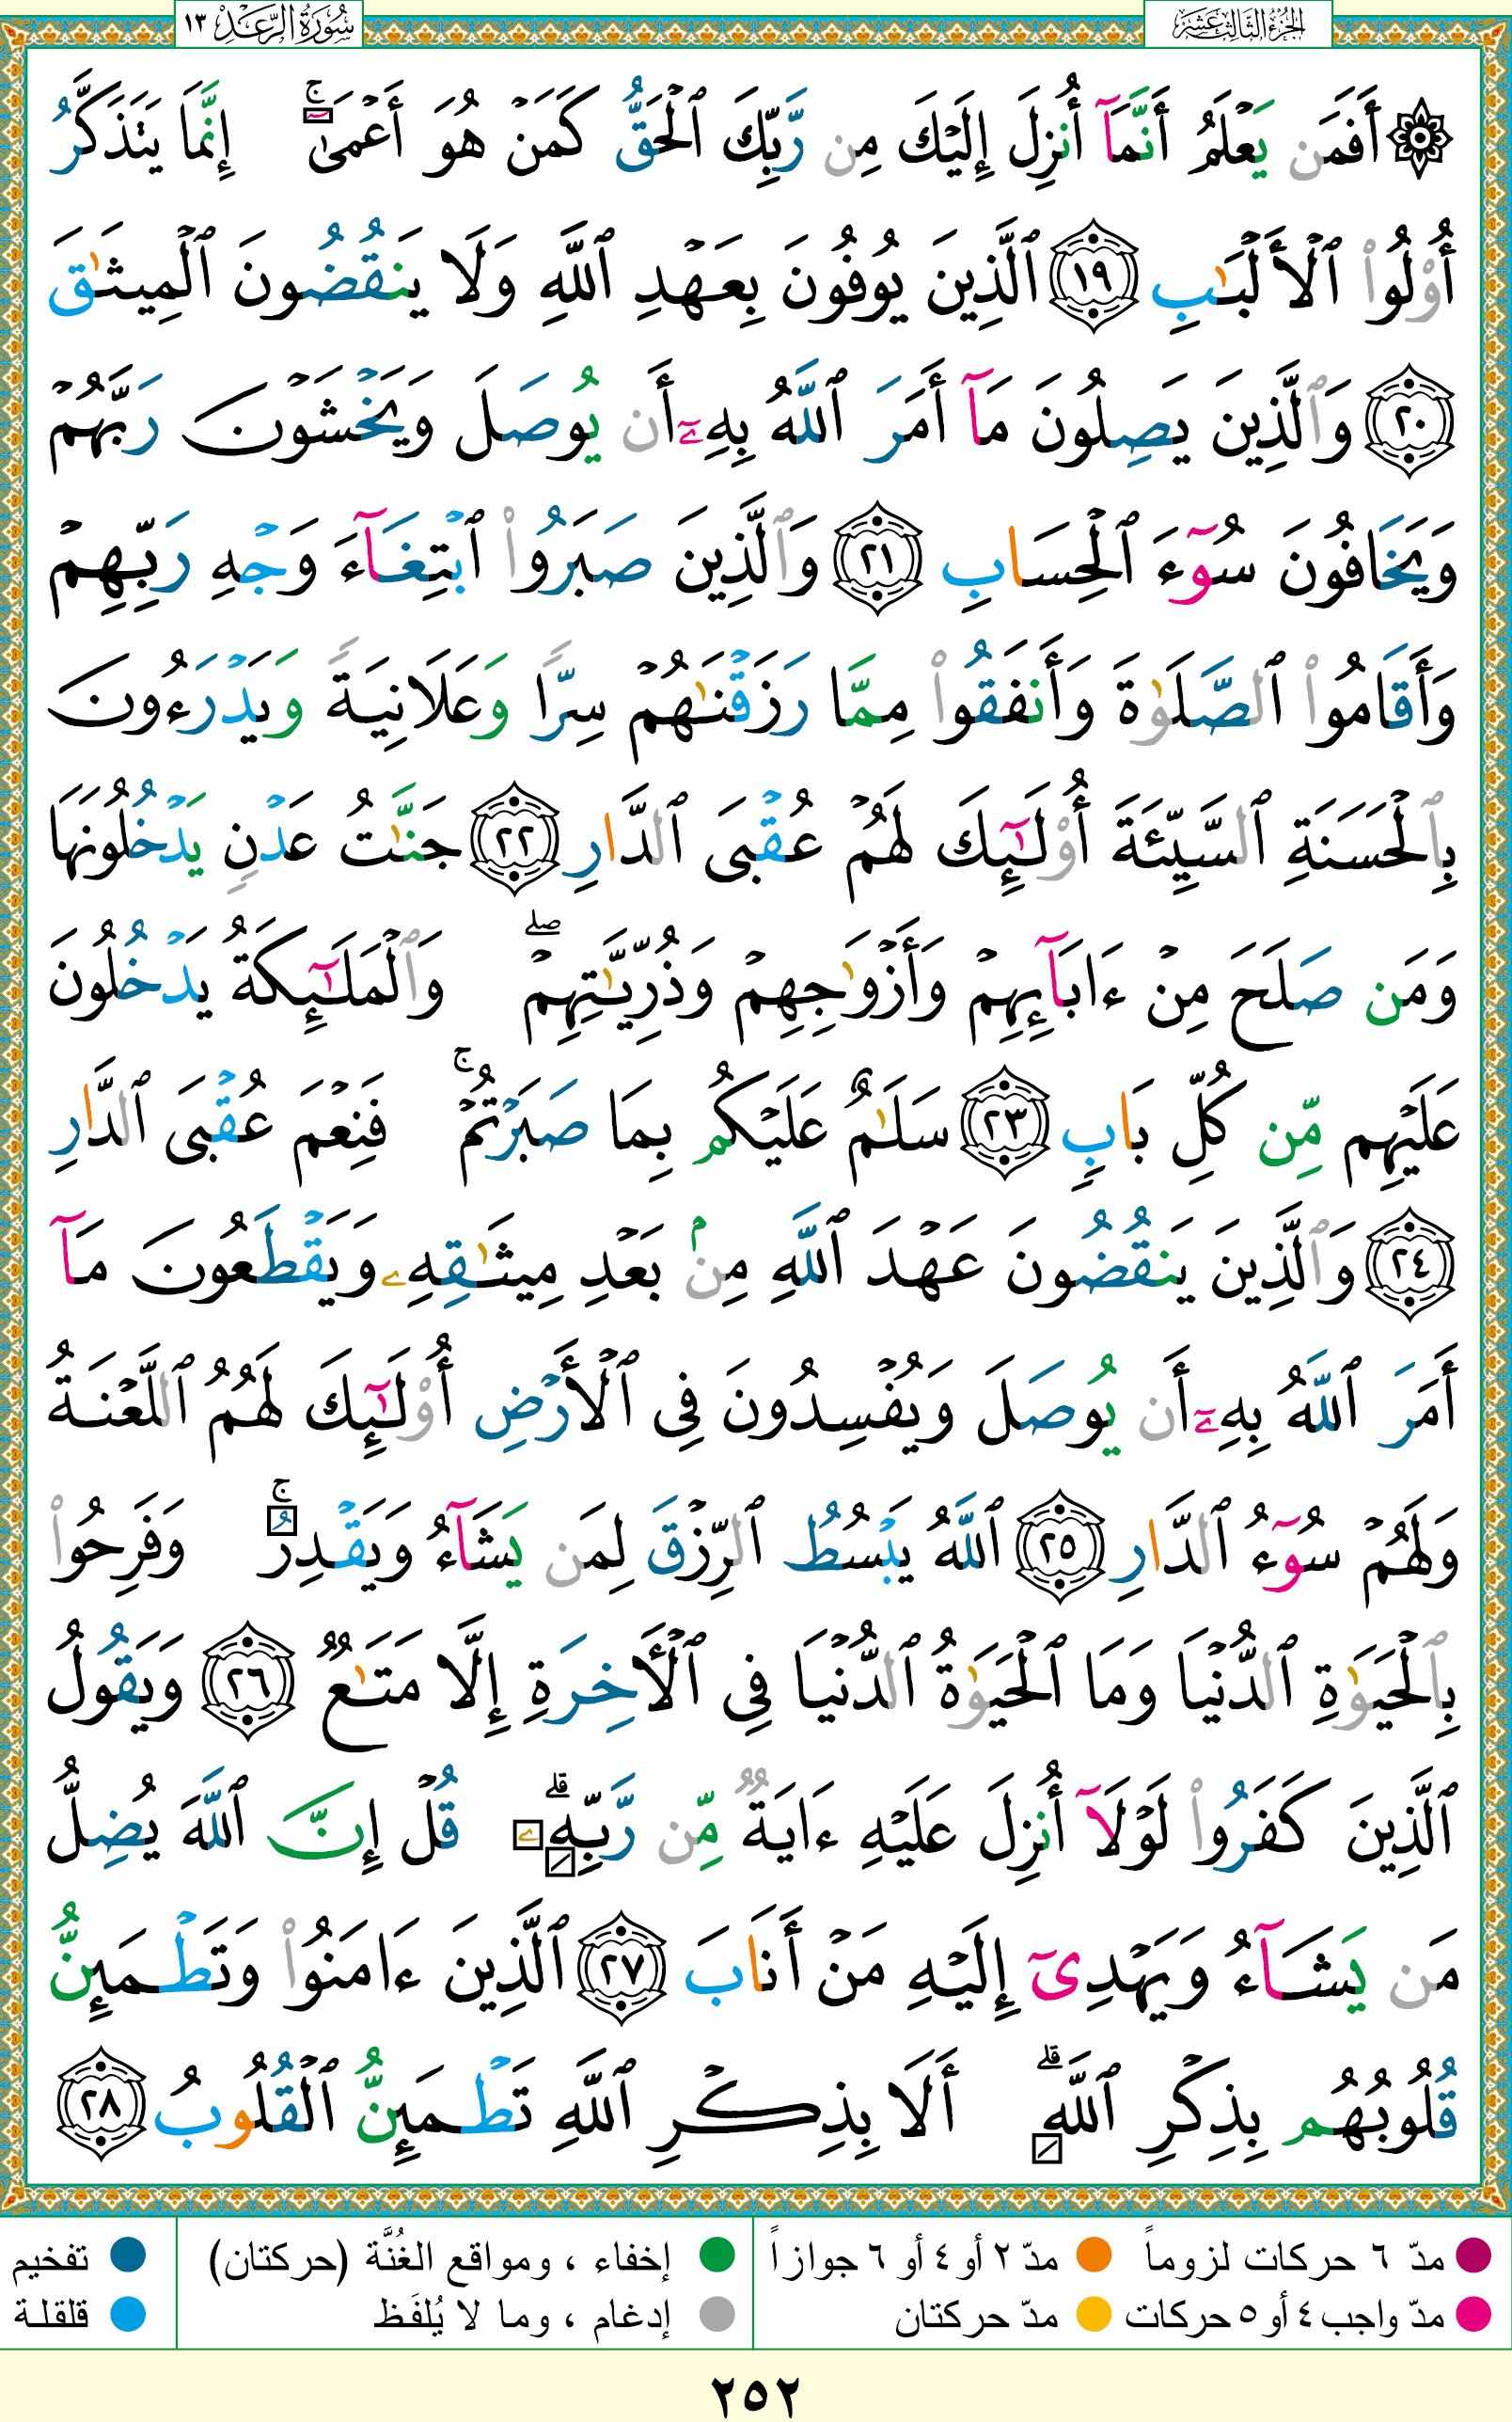 الجزء الثالث عشر
سورة الرعد ١٣
۞ أَفَمَن يَعۡلَمُ أَنَّمَآ أُنزِلَ إِلَيۡكَ مِن رَّبِّكَ ٱلۡحَقُّ كَمَنۡ هُوَ أَعۡمَىٰٓۚ إِنَّمَا يَتَذَكَّرُ
أُوْلُواْ ٱلۡأَلۡبَٰبِ ١٩ ٱلَّذِينَ يُوفُونَ بِعَهۡدِ ٱللَّهِ وَلَا يَنقُضُونَ ٱلۡمِيثَٰقَ
٢٠ وَٱلَّذِينَ يَصِلُونَ مَآ أَمَرَ ٱللَّهُ بِهِۦٓ أَن يُوصَلَ وَيَخۡشَوۡنَ رَبَّهُمۡ
وَيَخَافُونَ سُوٓءَ ٱلۡحِسَابِ ٢١ وَٱلَّذِينَ صَبَرُواْ ٱبۡتِغَآءَ وَجۡهِ رَبِّهِمۡ
وَأَقَامُواْ ٱلصَّلَوٰةَ وَأَنفَقُواْ مِمَّا رَزَقۡنَٰهُمۡ سِرّٗا وَعَلَانِيَةٗ وَيَدۡرَءُونَ
بِٱلۡحَسَنَةِ ٱلسَّيِّئَةَ أُوْلَٰٓئِكَ لَهُمۡ عُقۡبَى ٱلدَّارِ ٢٢ جَنَّٰتُ عَدۡنٖ يَدۡخُلُونَهَا
وَمَن صَلَحَ مِنۡ ءَابَآئِهِمۡ وَأَزۡوَٰجِهِمۡ وَذُرِّيَّٰتِهِمۡۖ وَٱلۡمَلَٰٓئِكَةُ يَدۡخُلُونَ
عَلَيۡهِم مِّن كُلِّ بَابٖ ٢٣ سَلَٰمٌ عَلَيۡكُم بِمَا صَبَرۡتُمۡۚ فَنِعۡمَ عُقۡبَى ٱلدَّارِ
٢٤ وَٱلَّذِينَ يَنقُضُونَ عَهۡدَ ٱللَّهِ مِنۢ بَعۡدِ مِيثَٰقِهِۦ وَيَقۡطَعُونَ مَآ
أَمَرَ ٱللَّهُ بِهِۦٓ أَن يُوصَلَ وَيُفۡسِدُونَ فِي ٱلۡأَرۡضِ أُوْلَٰٓئِكَ لَهُمُ ٱللَّعۡنَةُ
وَلَهُمۡ سُوٓءُ ٱلدَّارِ ٢٥ ٱللَّهُ يَبۡسُطُ ٱلرِّزۡقَ لِمَن يَشَآءُ وَيَقۡدِرُۚ وَفَرِحُواْ
بِٱلۡحَيَوٰةِ ٱلدُّنۡيَا وَمَا ٱلۡحَيَوٰةُ ٱلدُّنۡيَا فِي ٱلۡأٓخِرَةِ إِلَّا مَتَٰعٞ ٢٦ وَيَقُولُ
ٱلَّذِينَ كَفَرُواْ لَوۡلَآ أُنزِلَ عَلَيۡهِ ءَايَةٞ مِّن رَّبِّهِۦۗ قُلۡ إِنَّ ٱللَّهَ يُضِلُّ
مَن يَشَآءُ وَيَهۡدِيٓ إِلَيۡهِ مَنۡ أَنَابَ ٢٧ ٱلَّذِينَ ءَامَنُواْ وَتَطۡمَئِنُّ
قُلُوبُهُم بِذِكۡرِ ٱللَّهِۗ أَلَا بِذِكۡرِ ٱللَّهِ تَطۡمَئِنُّ ٱلۡقُلُوبُ ٢٨
مدّ ٦ حركات لزوماً مدّ ٢ أو ٤ أو ٦ جوازاً إخفاء ، ومواقع الغُنَّة (حركتان) تفخيم
مدّ واجب ٤ أو ٥ حركات مدّ حركتان إدغام ، وما لا يُلفَظ قلقلة
٢٥٢